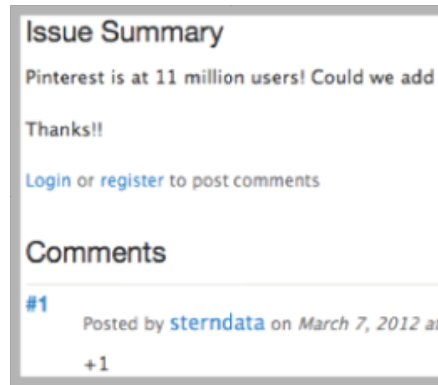 Issue Summary
Pinterest is at 11 million users! Could we add
Thanks!!
Login or register to post comments
Comments
#1
Posted by sterndata on March 7, 2012 at
+1